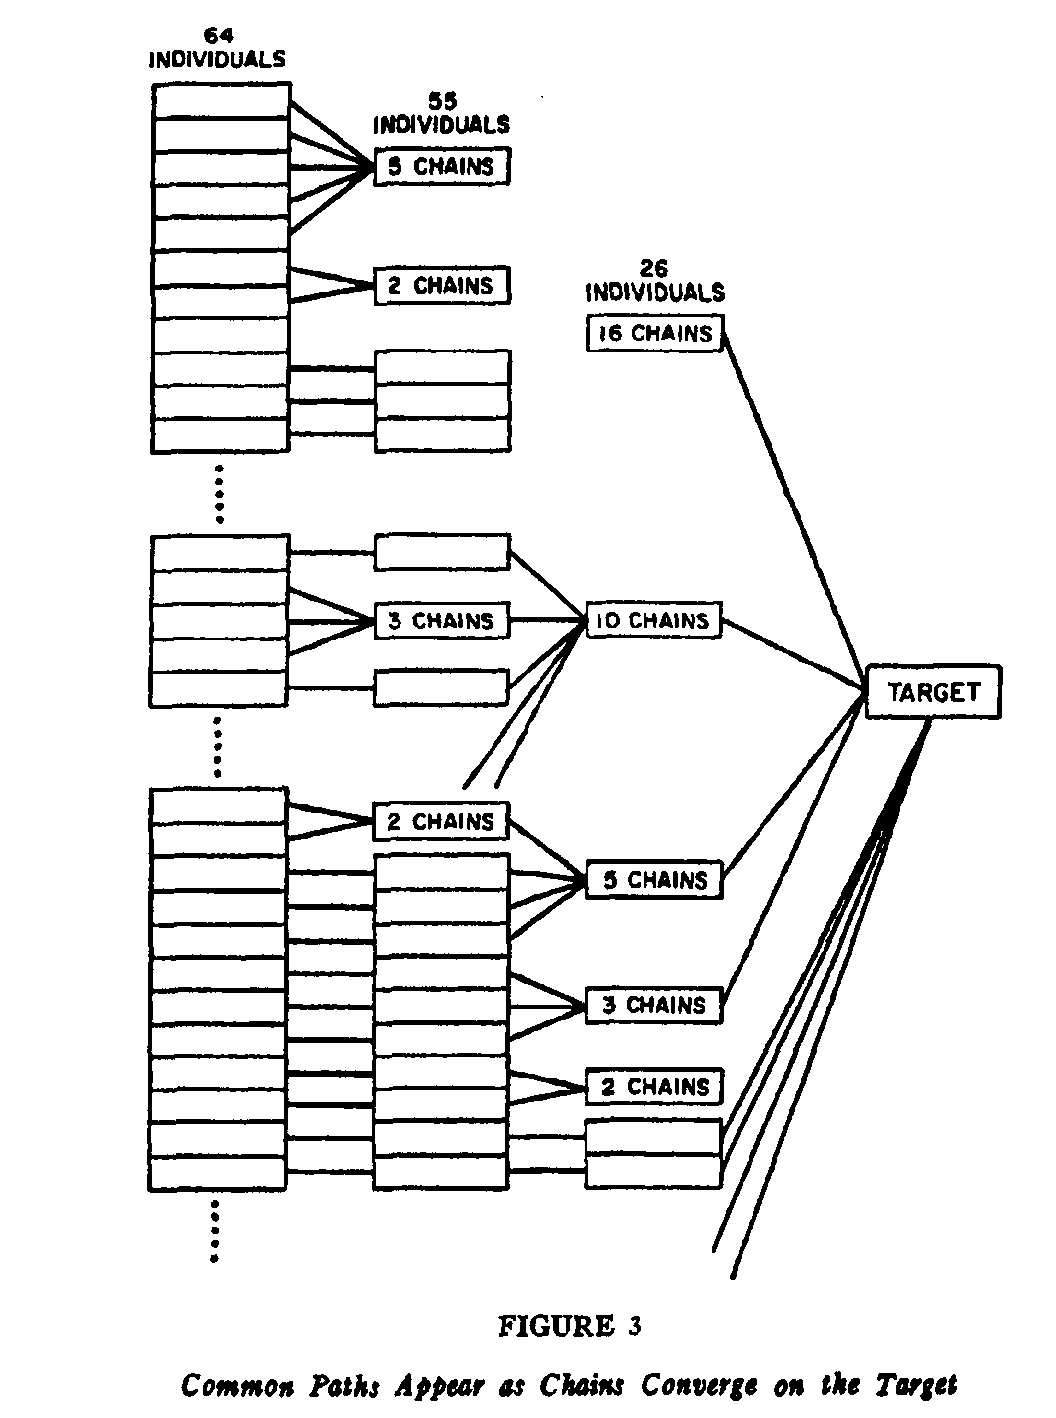 64
INDIVIDUALS
55
INDIVIDUALS
5 CHAINS
2 CHAINS
26
INDIVIDUALS
16 CHAINS
3 CHAINS
10 CHAINS
TARGET
2 CHAINS
5 CHAINS
3 CHAINS
2 CHAINS
FIGURE 3
Common Paths Appear as Chains Converge on the Target